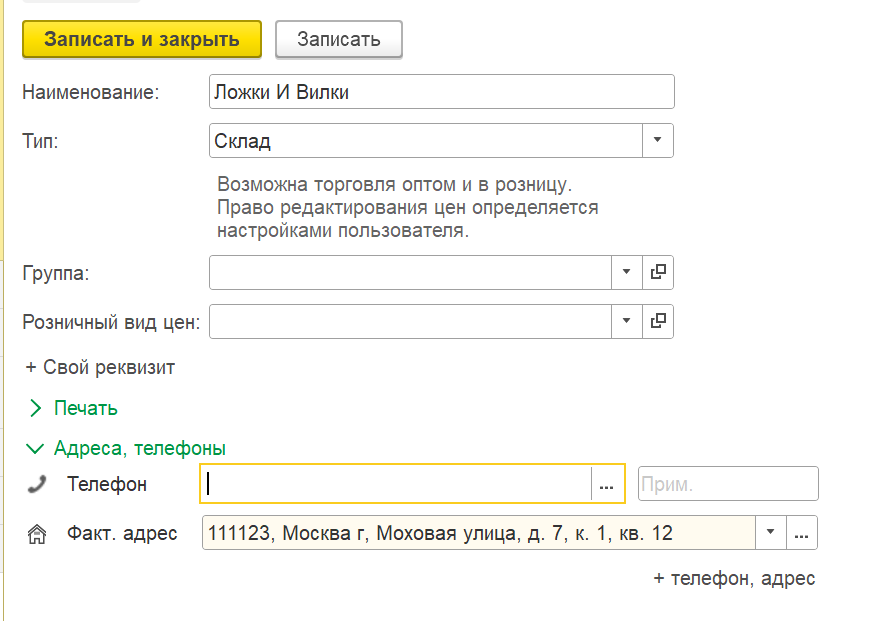 Записать и закрыть Записать
Наименование: Ложки И Вилки
Тип: Склад
Возможна торговля оптом и в розницу.
Право редактирования цен определяется
настройками пользователя.
Группа:
Розничный вид цен:
+ Свой реквизит
Печать
Адреса, телефоны
Телефон ... Прим.
Факт. адрес 111123, Москва г, Моховая улица, д. 7, к. 1, кв. 12 ...
+ телефон, адрес